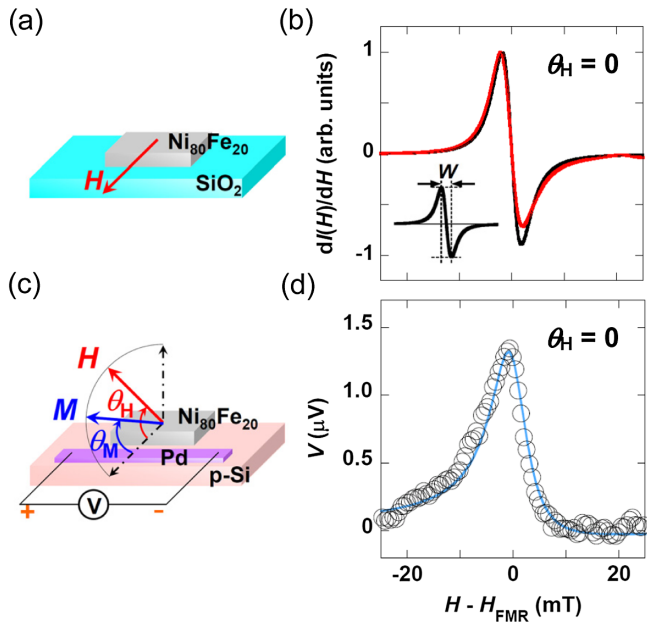 (a)
Ni80Fe20
H
SiO2
(b)
θH = 0
dI(H)/dH (arb. units)
1
0
-1
W
(c)
H
M
θH
θM
Ni80Fe20
Pd
p-Si
V
+
-
(d)
θH = 0
V (μV)
1.5
1.0
0.5
0
-20
0
20
H - HFMR (mT)